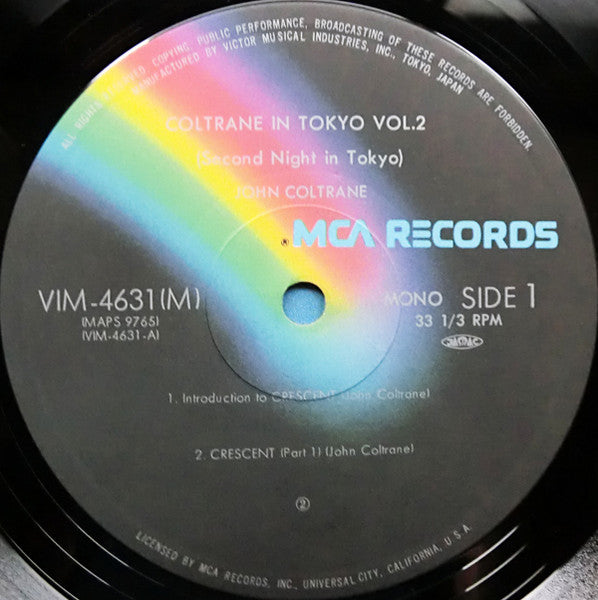 ALL RIGHTS RESERVED. COPYING, PUBLIC PERFORMANCE, BROADCASTING OF THESE RECORDS ARE FORBIDDEN.
MANUFACTURED BY VICTOR MUSICAL INDUSTRIES, INC., TOKYO, JAPAN
COLTRANE IN TOKYO VOL.2
(Second Night in Tokyo)
JOHN COLTRANE
® MCA RECORDS
VIM-4631(M)
(MAPS 9765)
(VIM-4631-A)
MONO SIDE 1
33 1/3 RPM
1. Introduction to CRESCENT (John Coltrane)
2. CRESCENT (Part 1) (John Coltrane)
②
LICENSED BY MCA RECORDS, INC., UNIVERSAL CITY, CALIFORNIA, U.S.A.